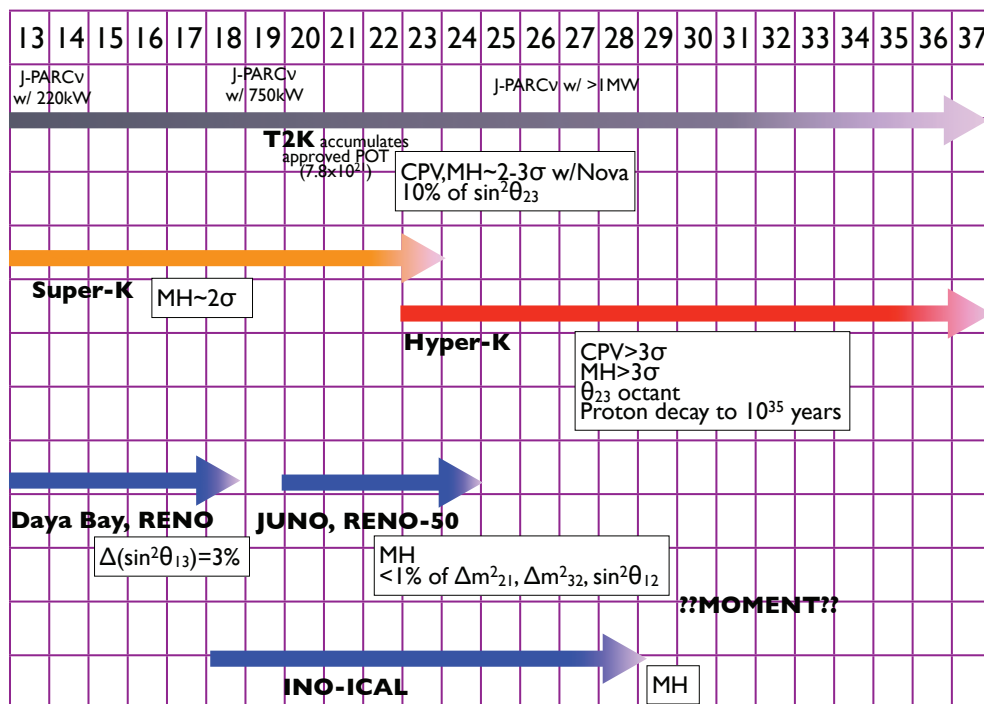 13 14 15 16 17 18 19 20 21 22 23 24 25 26 27 28 29 30 31 32 33 34 35 36 37
J-PARCν
w/ 220kW
J-PARCν
w/ 750kW
J-PARCν w/ >1MW
T2K accumulates
approved POT
(7.8x10²¹)
CPV,MH~2-3σ w/Nova
10% of sin²θ₂₃
Super-K
MH~2σ
Hyper-K
CPV>3σ
MH>3σ
θ₂₃ octant
Proton decay to 10³⁵ years
Daya Bay, RENO
Δ(sin²θ₁₃)=3%
JUNO, RENO-50
MH
<1% of Δm²₂₁, Δm²₃₂, sin²θ₁₂
??MOMENT??
INO-ICAL
MH